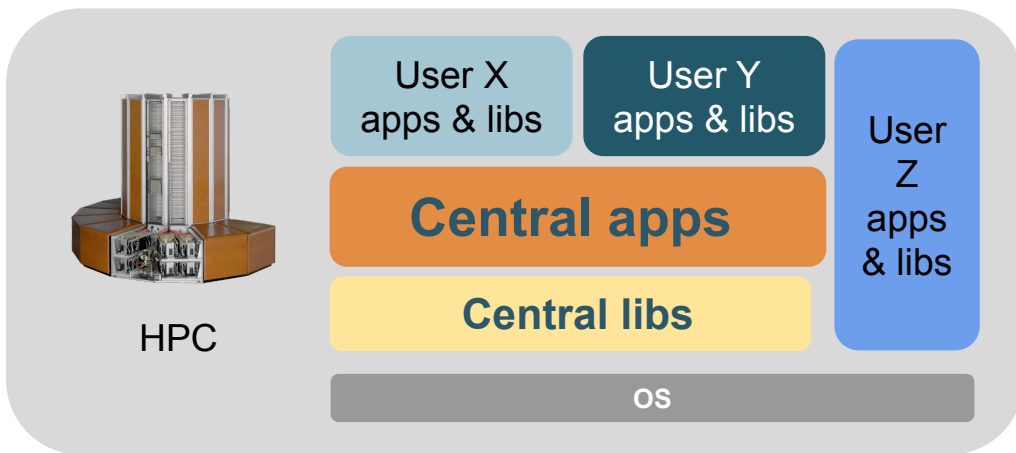 HPC
User X
apps & libs
User Y
apps & libs
User
Z
apps
& libs
Central apps
Central libs
OS